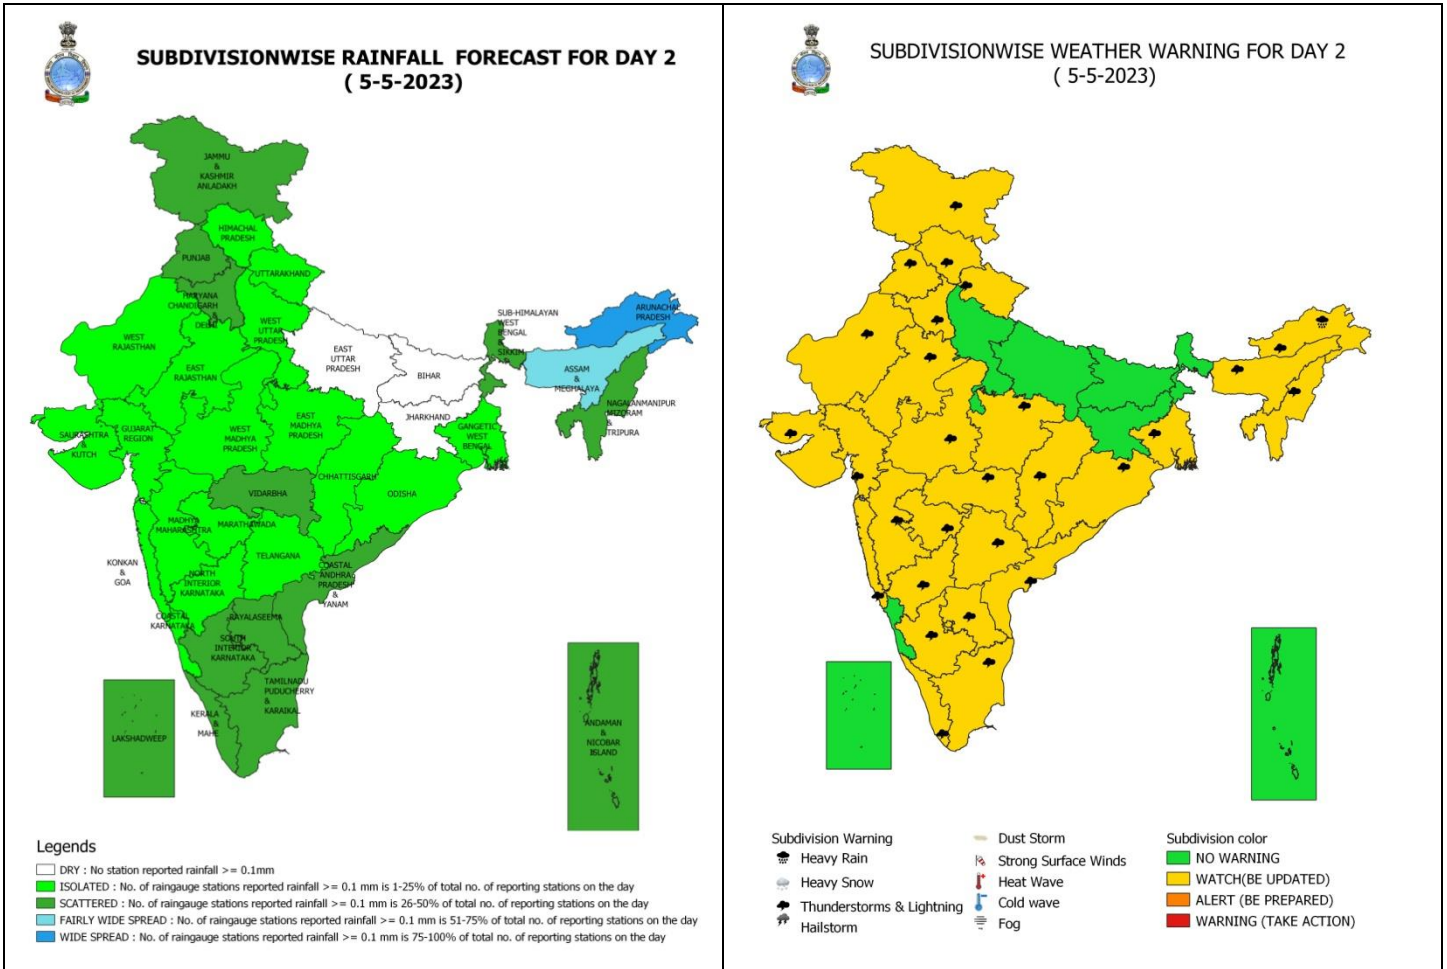 SUBDIVISIONWISE RAINFALL FORECAST FOR DAY 2
( 5-5-2023)
JAMMU
&
KASHMIR
ANLADAKH
HIMACHAL
PRADESH
PUNJAB
UTTARAKHAND
HARYANA
CHANDIGARH
&
DELHI
WEST
UTTAR
PRADESH
WEST
RAJASTHAN
EAST
RAJASTHAN
EAST
UTTAR
PRADESH
BIHAR
SUB-HIMALAYAN
WEST
BENGAL
&
SIKKIM
ARUNACHAL
PRADESH
ASSAM
&
MEGHALAYA
NAGALANMANIPUR
MIZORAM
&
TRIPURA
JHARKHAND
GANGETIC
WEST
BENGAL
SAURASHTRA
&
KUTCH
GUJARAT
REGION
WEST
MADHYA
PRADESH
EAST
MADHYA
PRADESH
CHHATTISGARH
ODISHA
VIDARBHA
MADHYA
MAHARASHTRA
MARATHAWADA
TELANGANA
KONKAN
&
GOA
NORTH
INTERIOR
KARNATAKA
COASTAL
ANDHRA
PRADESH
&
YANAM
COASTAL
KARNATAKA
RAYALASEEMA
SOUTH
INTERIOR
KARNATAKA
TAMILNADU
PUDUCHERRY
&
KARAIKAL
KERALA
&
MAHE
LAKSHADWEEP
ANDAMAN
&
NICOBAR
ISLAND
Legends
DRY : No station reported rainfall >= 0.1mm
ISOLATED : No. of raingauge stations reported rainfall >= 0.1 mm is 1-25% of total no. of reporting stations on the day
SCATTERED : No. of raingauge stations reported rainfall >= 0.1 mm is 26-50% of total no. of reporting stations on the day
FAIRLY WIDE SPREAD : No. of raingauge stations reported rainfall >= 0.1 mm is 51-75% of total no. of reporting stations on the day
WIDE SPREAD : No. of raingauge stations reported rainfall >= 0.1 mm is 75-100% of total no. of reporting stations on the day
SUBDIVISIONWISE WEATHER WARNING FOR DAY 2
( 5-5-2023)
Subdivision Warning
Heavy Rain
Heavy Snow
Thunderstorms & Lightning
Hailstorm
Dust Storm
Strong Surface Winds
Heat Wave
Cold wave
Fog
Subdivision color
NO WARNING
WATCH(BE UPDATED)
ALERT (BE PREPARED)
WARNING (TAKE ACTION)